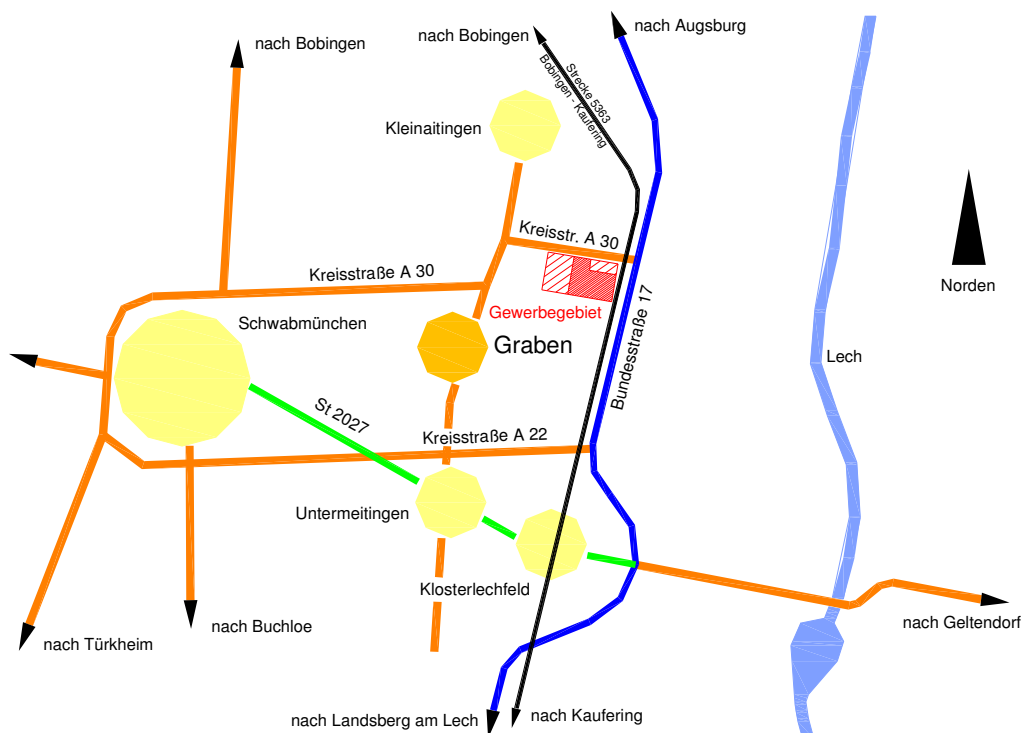 nach Augsburg
nach Bobingen
nach Bobingen
Strecke 5363
Bobingen - Kaufering
Kleinaitingen
Kreisstr. A 30
Kreisstraße A 30
Norden
Gewerbegebiet
Schwabmünchen
Graben
Bundesstraße 17
Lech
St 2027
Kreisstraße A 22
Untermeitingen
Klosterlechfeld
nach Geltendorf
nach Buchloe
nach Türkheim
nach Landsberg am Lech
nach Kaufering